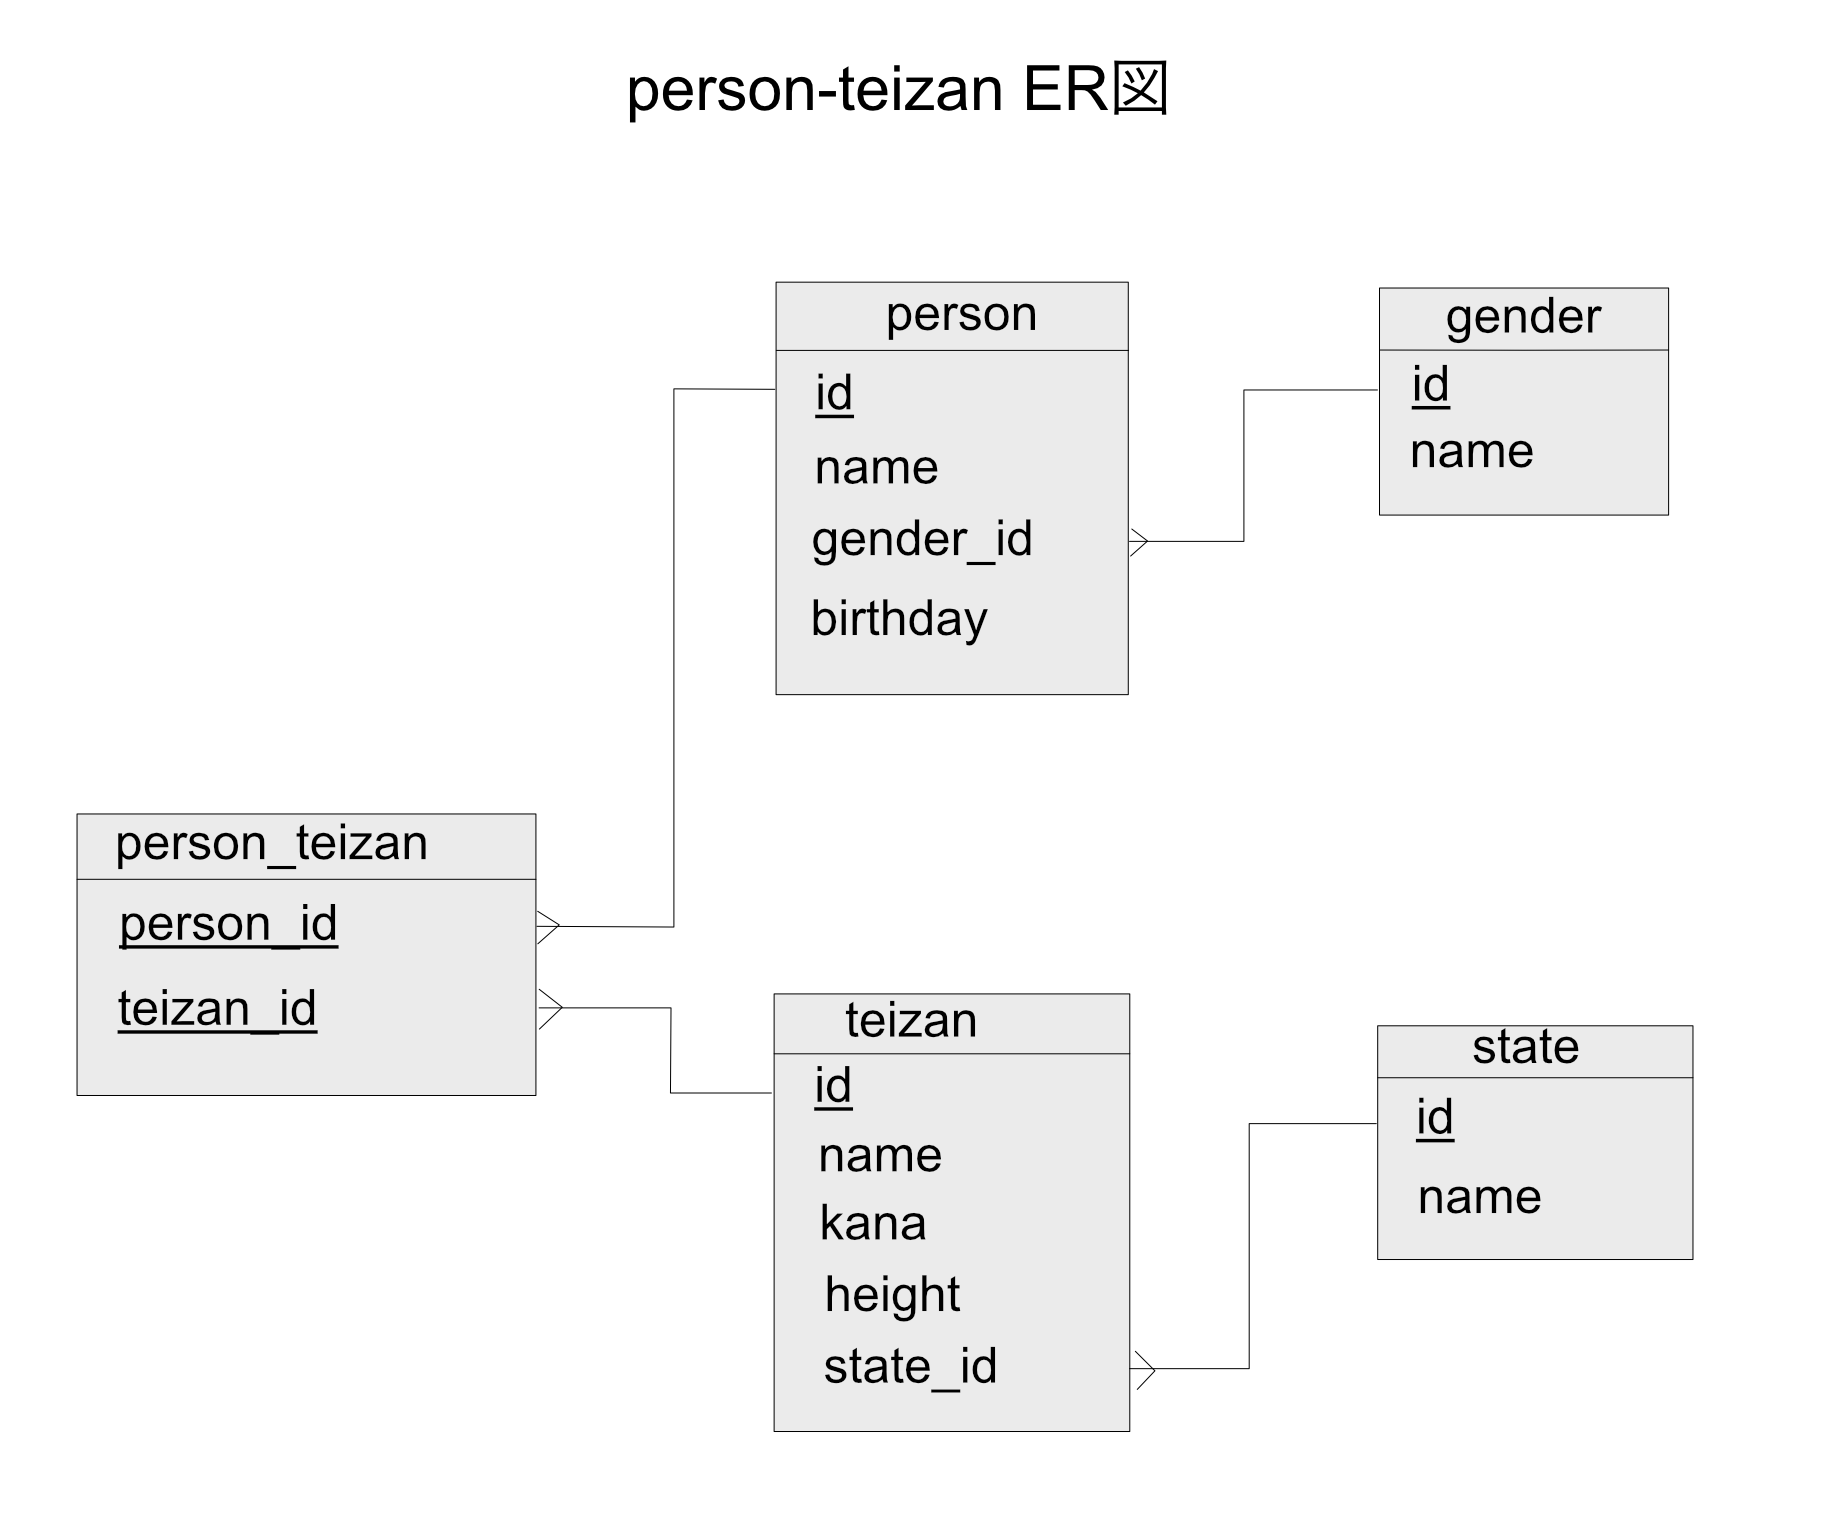 person-teizan ER図
person
id
name
gender_id
birthday
gender
id
name
person_teizan
person_id
teizan_id
teizan
id
name
kana
height
state_id
state
id
name